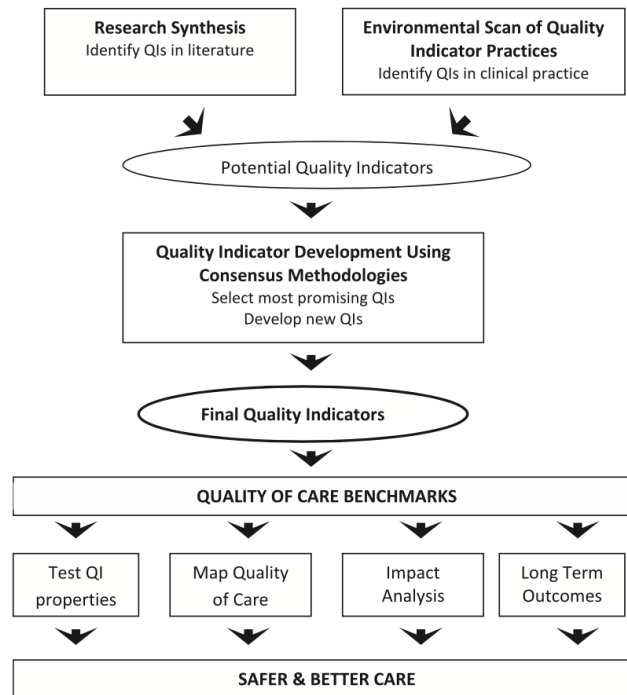 Research Synthesis
Identify QIs in literature
Environmental Scan of Quality
Indicator Practices
Identify QIs in clinical practice
Potential Quality Indicators
Quality Indicator Development Using
Consensus Methodologies
Select most promising QIs
Develop new QIs
Final Quality Indicators
QUALITY OF CARE BENCHMARKS
Test QI
properties
Map Quality
of Care
Impact
Analysis
Long Term
Outcomes
SAFER & BETTER CARE